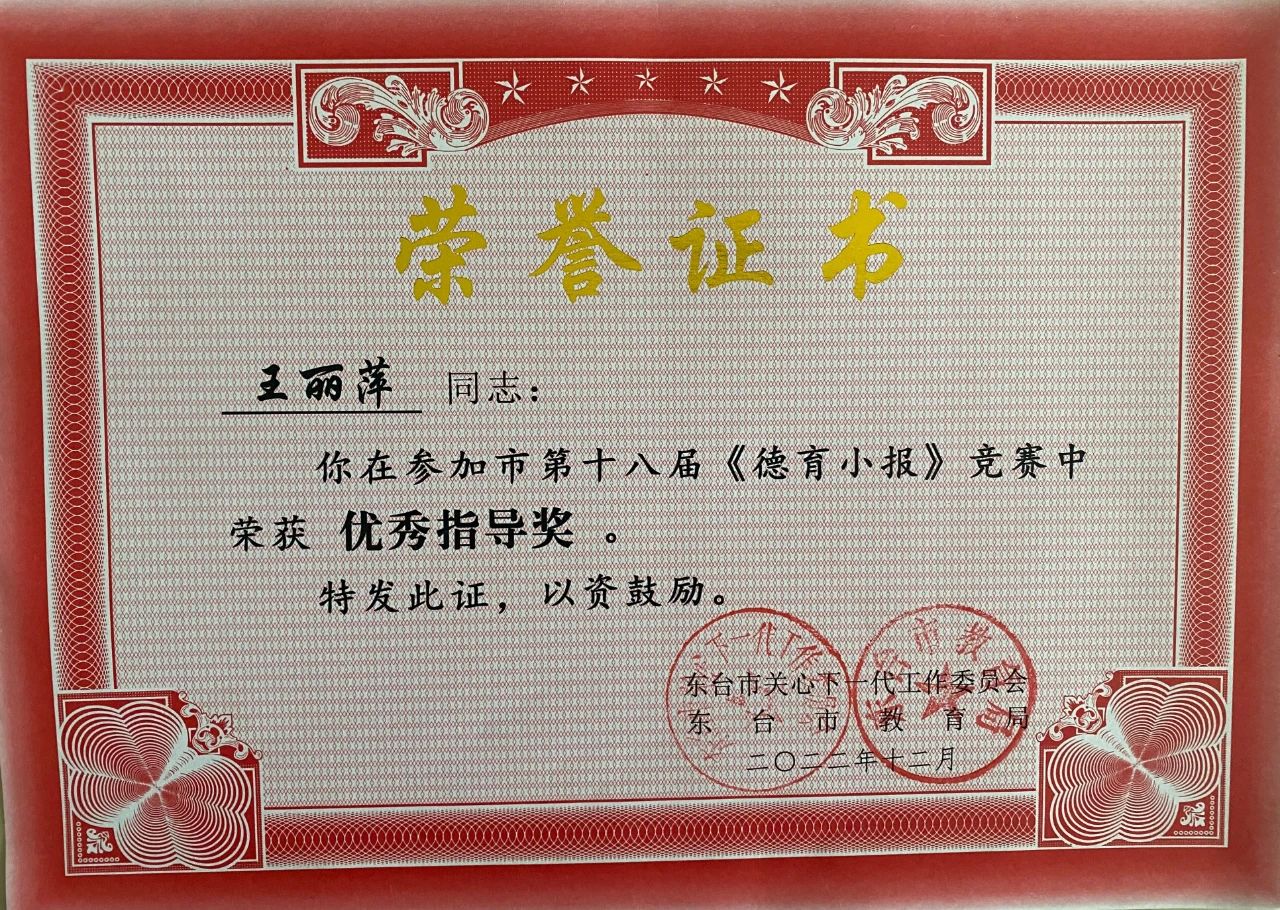 荣誉证书
王丽萍 同志：
你在参加市第十八届《德育小报》竞赛中
荣获 优秀指导奖 。
特发此证，以资鼓励。
东台市关心下一代工作委员会
东台市教育局
二〇二二年十二月